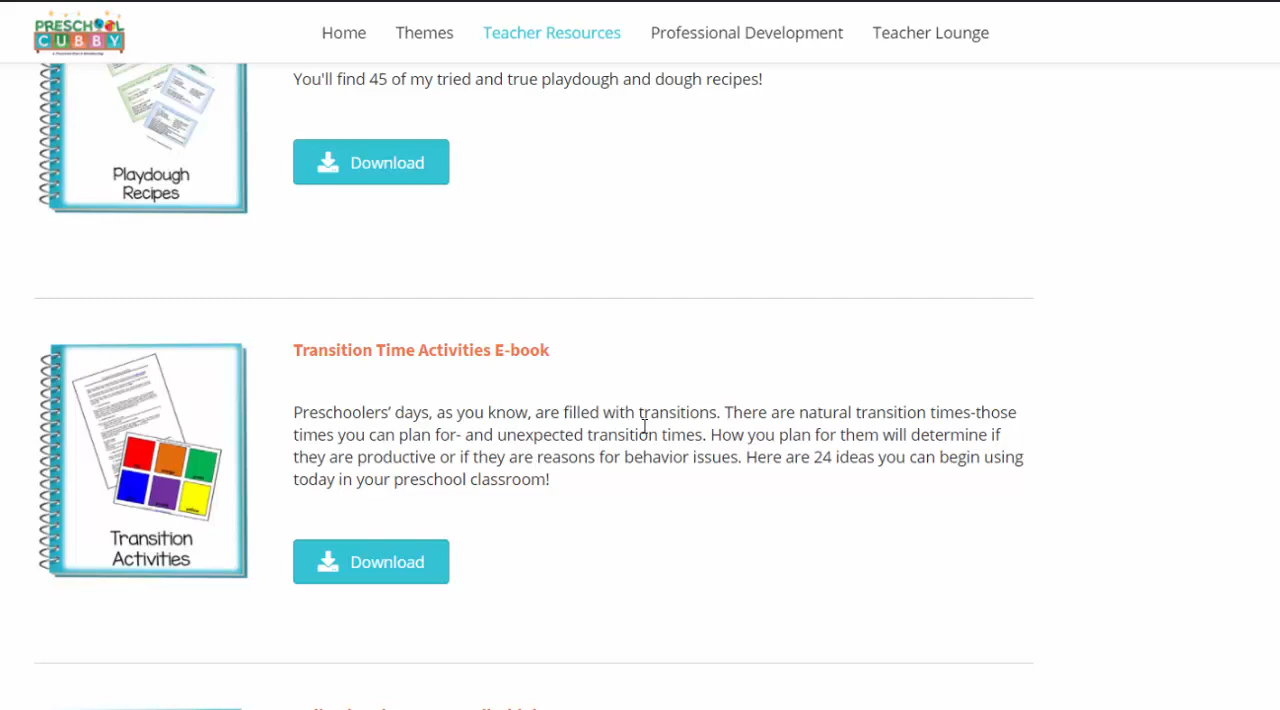 PRESCHOOL
CUBBY
Home
Themes
Teacher Resources
Professional Development
Teacher Lounge
You'll find 45 of my tried and true playdough and dough recipes!
Playdough
Recipes
Download
Transition Time Activities E-book
Preschoolers’ days, as you know, are filled with transitions. There are natural transition times-those
times you can plan for- and unexpected transition times. How you plan for them will determine if
they are productive or if they are reasons for behavior issues. Here are 24 ideas you can begin using
today in your preschool classroom!
Transition
Activities
Download